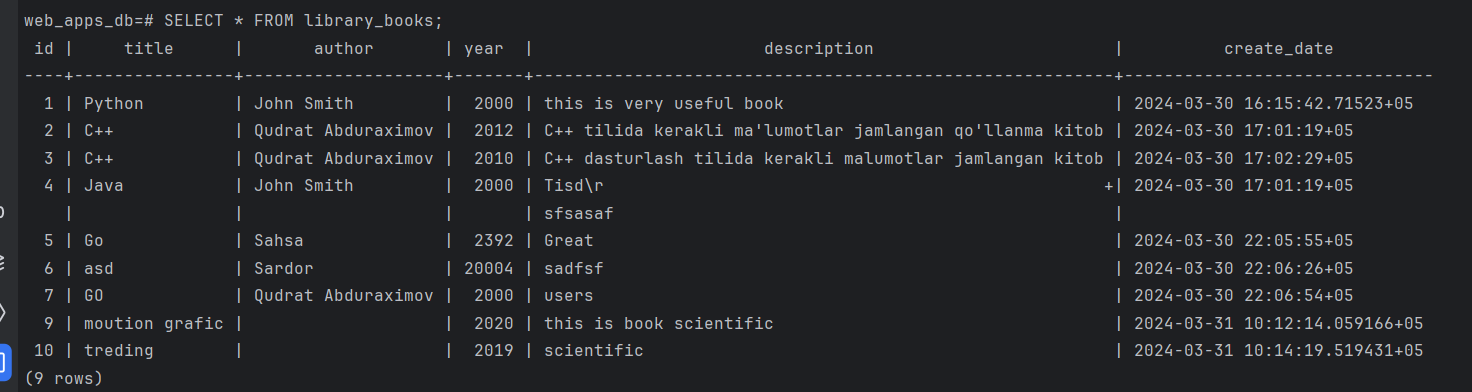 web_apps_db=# SELECT * FROM library_books;
 id |     title      |       author       | year  |                        description                        |          create_date
----+----------------+--------------------+-------+-----------------------------------------------------------+-------------------------------
  1 | Python         | John Smith         |  2000 | this is very useful book                                  | 2024-03-30 16:15:42.71523+05
  2 | C++            | Qudrat Abduraximov |  2012 | C++ tilida kerakli ma'lumotlar jamlangan qo'llanma kitob | 2024-03-30 17:01:19+05
  3 | C++            | Qudrat Abduraximov |  2010 | C++ dasturlash tilida kerakli malumotlar jamlangan kitob | 2024-03-30 17:02:29+05
  4 | Java           | John Smith         |  2000 | Tisd\r                                                   +| 2024-03-30 17:01:19+05
    |                |                    |       | sfsasaf                                                   |
  5 | Go             | Sahsa              |  2392 | Great                                                     | 2024-03-30 22:05:55+05
  6 | asd            | Sardor             | 20004 | sadfsf                                                    | 2024-03-30 22:06:26+05
  7 | GO             | Qudrat Abduraximov |  2000 | users                                                     | 2024-03-30 22:06:54+05
  9 | moution grafic |                    |  2020 | this is book scientific                                   | 2024-03-31 10:12:14.059166+05
 10 | treding        |                    |  2019 | scientific                                                | 2024-03-31 10:14:19.519431+05
(9 rows)